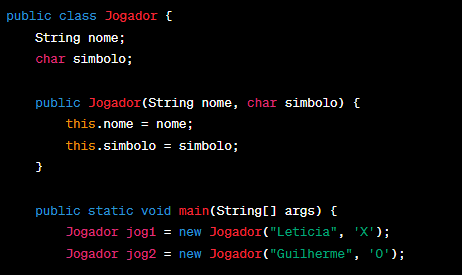 public class Jogador {
    String nome;
    char simbolo;

    public Jogador(String nome, char simbolo) {
        this.nome = nome;
        this.simbolo = simbolo;
    }

    public static void main(String[] args) {
        Jogador jog1 = new Jogador("Leticia", 'X');
        Jogador jog2 = new Jogador("Guilherme", 'O');